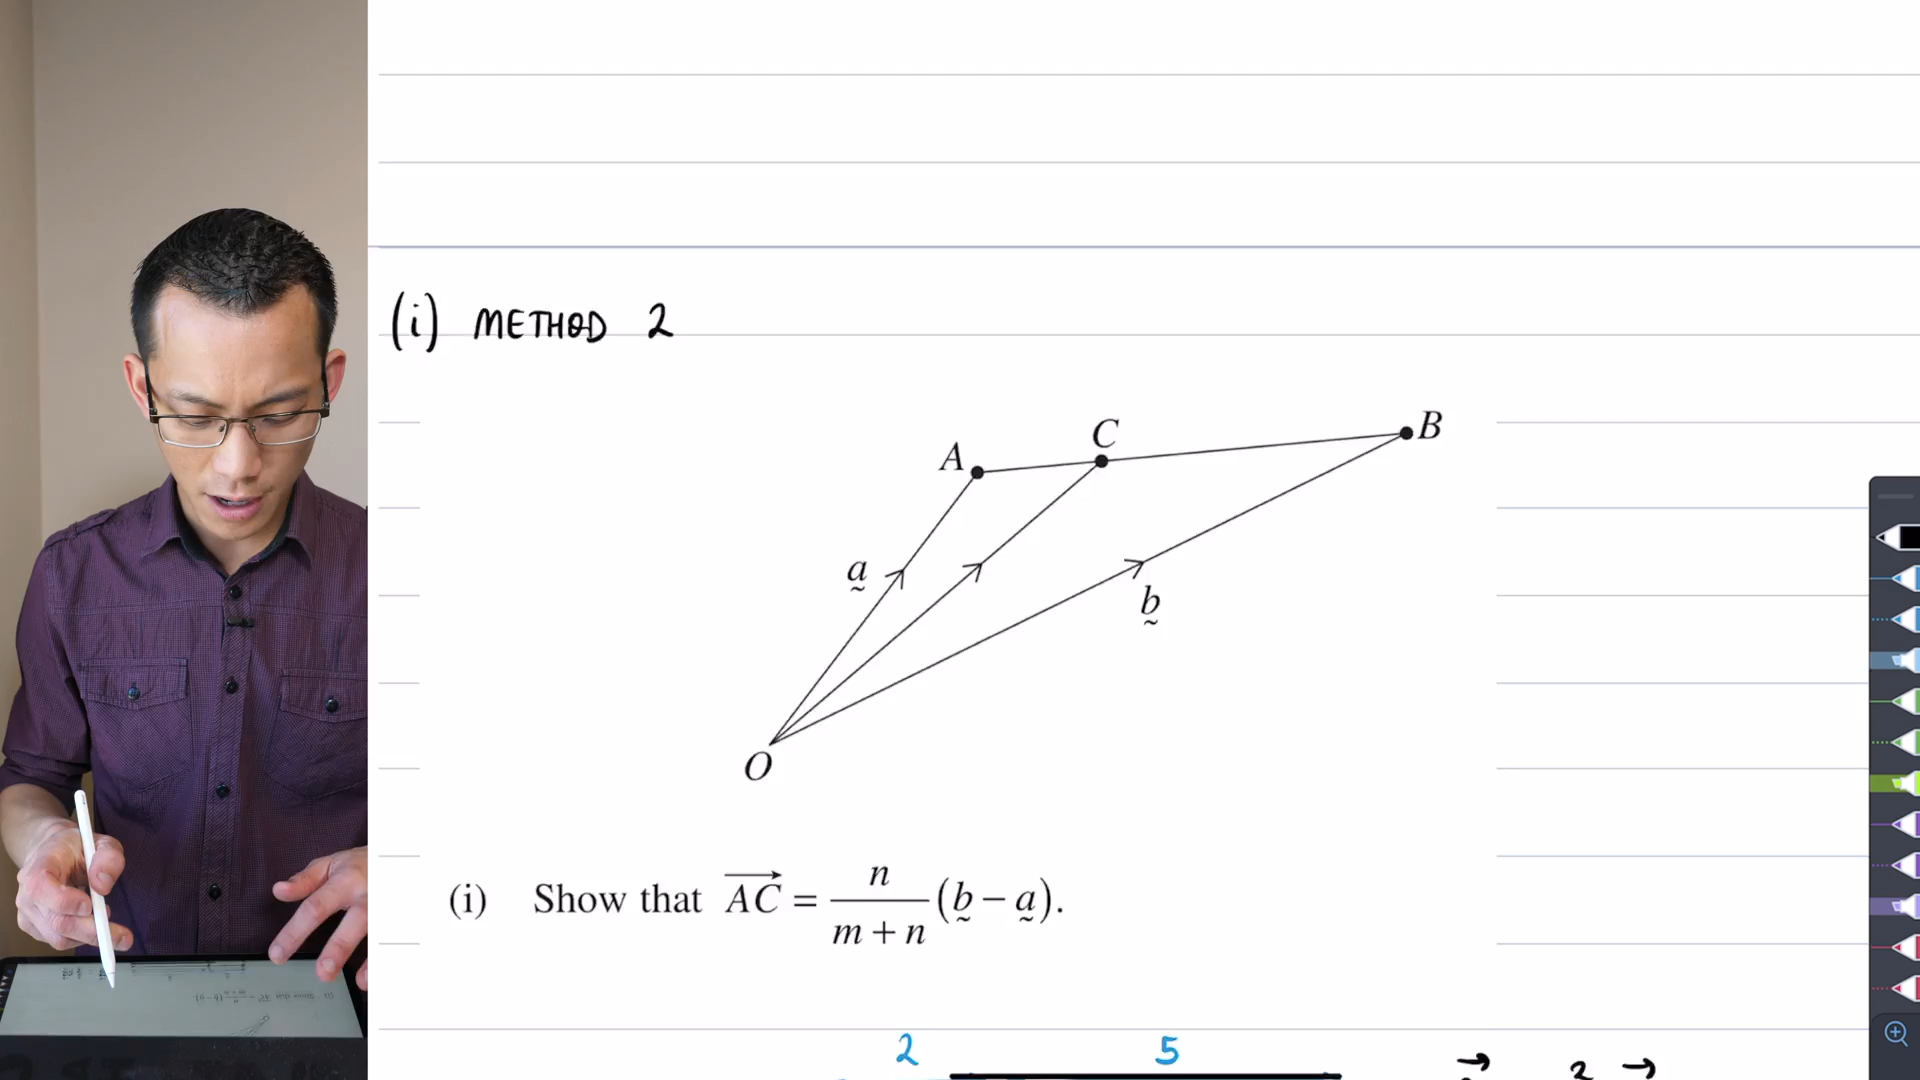 (i) METHOD 2
A
C
B
a
b
O
(i) Show that AC→ = n/(m + n) (b − a).
2 5